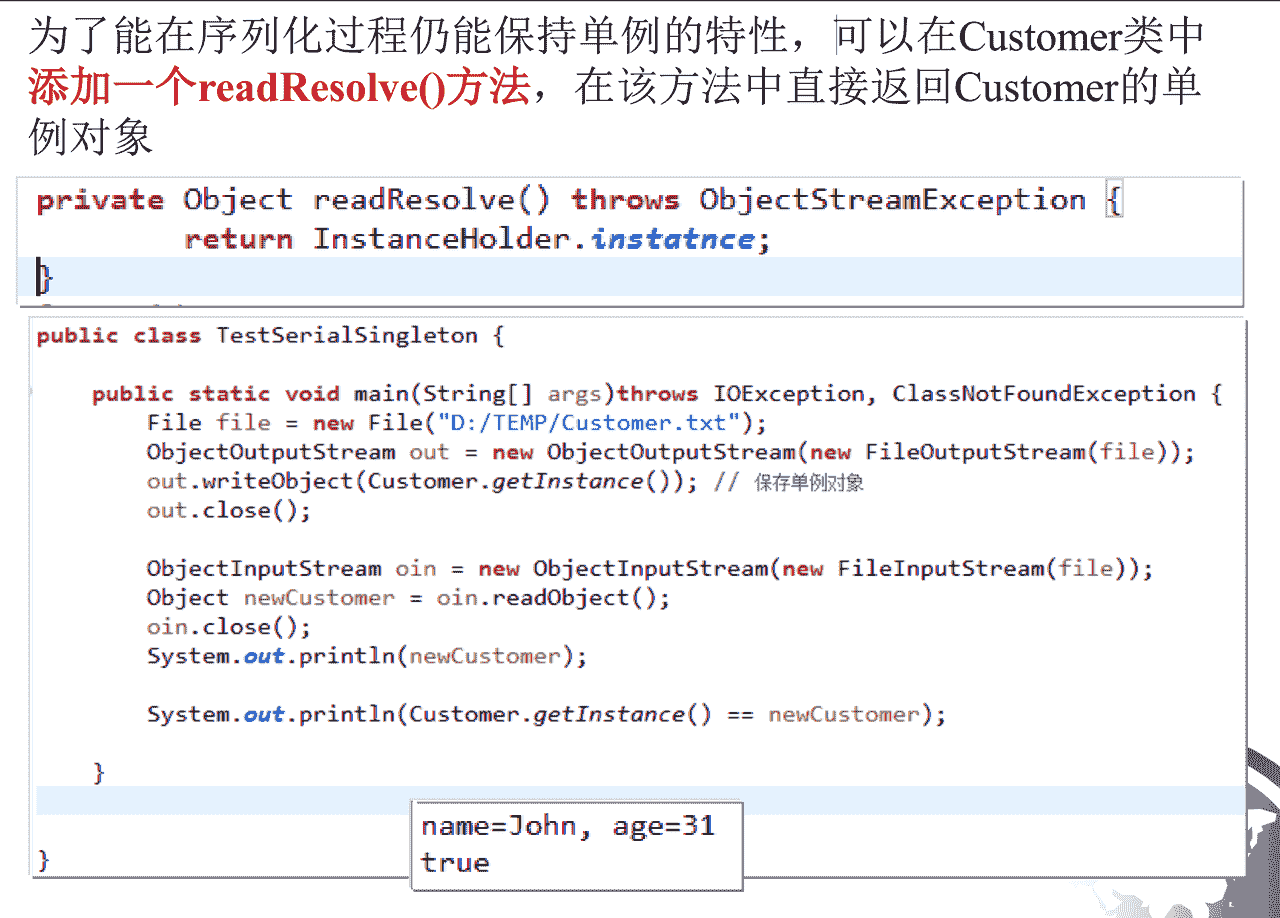 为了能在序列化过程仍能保持单例的特性，可以在Customer类中
添加一个readResolve()方法，在该方法中直接返回Customer的单
例对象
private Object readResolve() throws ObjectStreamException {
return InstanceHolder.instatnce;
}
public class TestSerialSingleton {
public static void main(String[] args)throws IOException, ClassNotFoundException {
File file = new File("D:/TEMP/Customer.txt");
ObjectOutputStream out = new ObjectOutputStream(new FileOutputStream(file));
out.writeObject(Customer.getInstance()); // 保存单例对象
out.close();
ObjectInputStream oin = new ObjectInputStream(new FileInputStream(file));
Object newCustomer = oin.readObject();
oin.close();
System.out.println(newCustomer);
System.out.println(Customer.getInstance() == newCustomer);
}
name=John, age=31
true
}